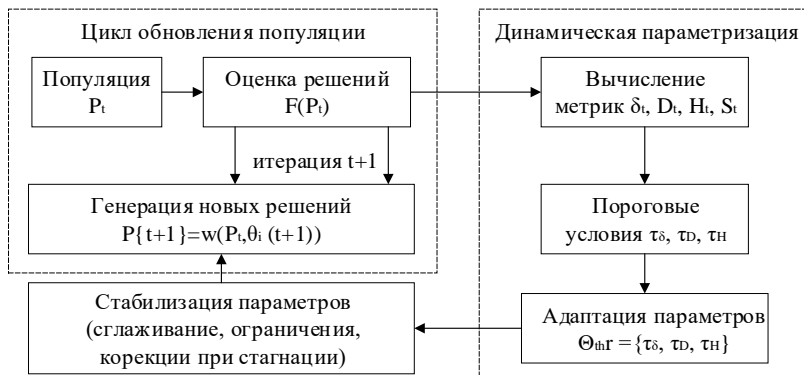 Цикл обновления популяции
Популяция
Pt
Оценка решений
F(Pt)
итерация t+1
Генерация новых решений
P{t+1}=w(Pt,θi (t+1))
Стабилизация параметров
(сглаживание, ограничения,
корекции при стагнации)
Динамическая параметризация
Вычисление
метрик δt, Dt, Ht, St
Пороговые
условия τδ, τD, τH
Адаптация параметров
Θthr ={τδ, τD, τH}